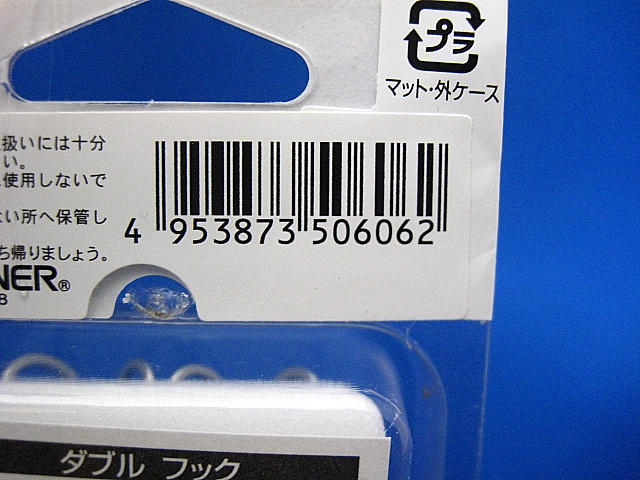 プラ
マット・外ケース
扱いには十分
い。
使用しないで
い所へ保管し
ち帰りましょう。
NER®
8
4 953873 506062
ダブル フック